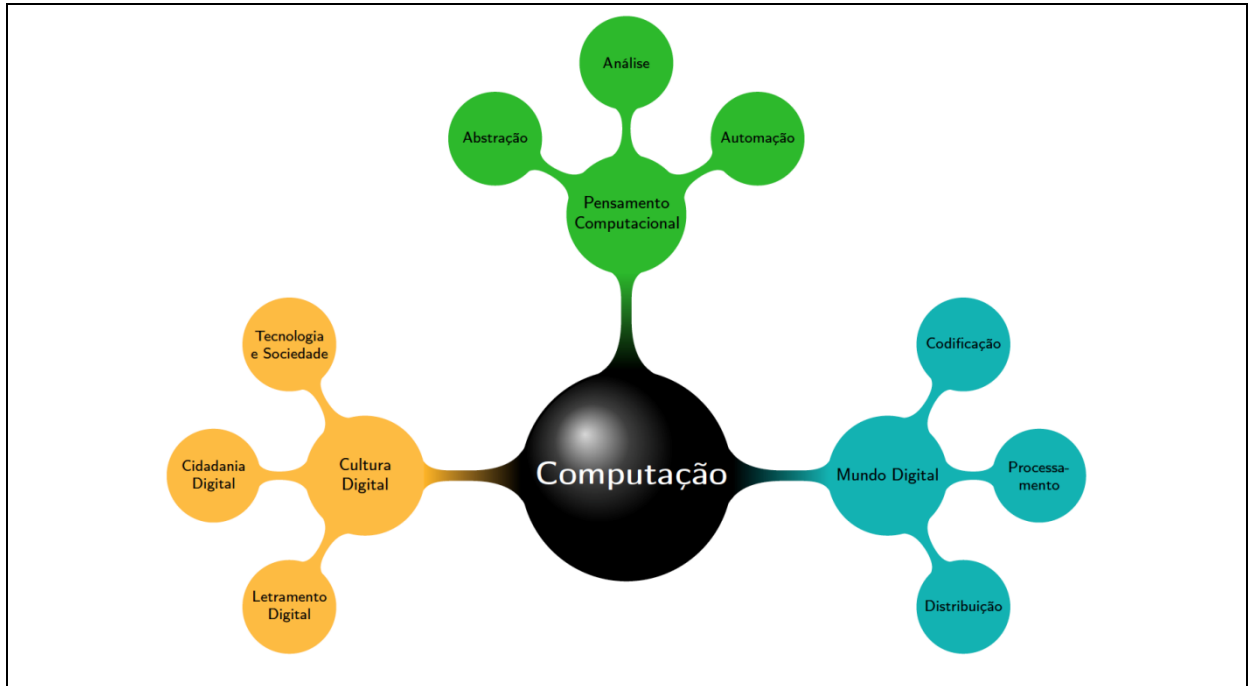 Análise
Abstração
Automação
Pensamento
Computacional
Tecnologia
e Sociedade
Cidadania
Digital
Cultura
Digital
Letramento
Digital
Computação
Codificação
Mundo Digital
Processa-
mento
Distribuição